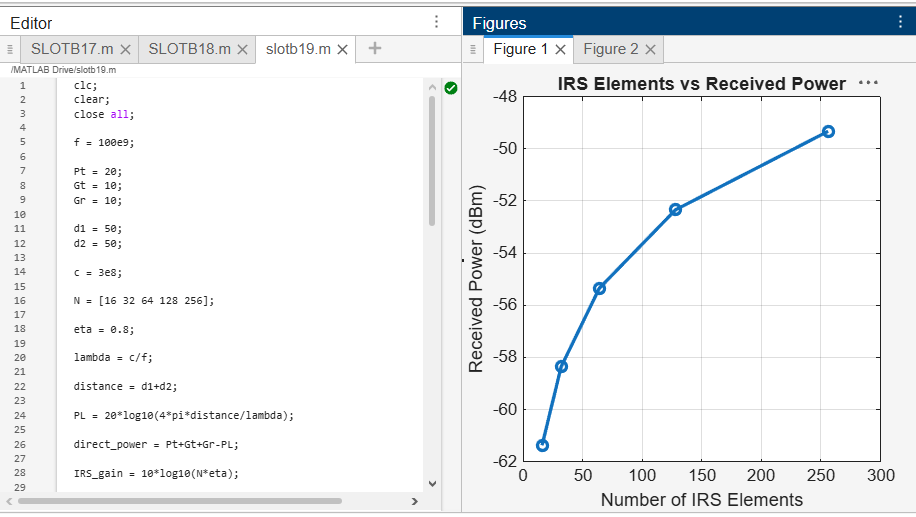 Editor
Figures
SLOTB17.m
SLOTB18.m
slotb19.m
Figure 1
Figure 2
/MATLAB Drive/slotb19.m
1 clc;
2 clear;
3 close all;
4
5 f = 100e9;
6
7 Pt = 20;
8 Gt = 10;
9 Gr = 10;
10
11 d1 = 50;
12 d2 = 50;
13
14 c = 3e8;
15
16 N = [16 32 64 128 256];
17
18 eta = 0.8;
19
20 lambda = c/f;
21
22 distance = d1+d2;
23
24 PL = 20*log10(4*pi*distance/lambda);
25
26 direct_power = Pt+Gt+Gr-PL;
27
28 IRS_gain = 10*log10(N*eta);
29
IRS Elements vs Received Power
Received Power (dBm)
-48
-50
-52
-54
-56
-58
-60
-62
0 50 100 150 200 250 300
Number of IRS Elements